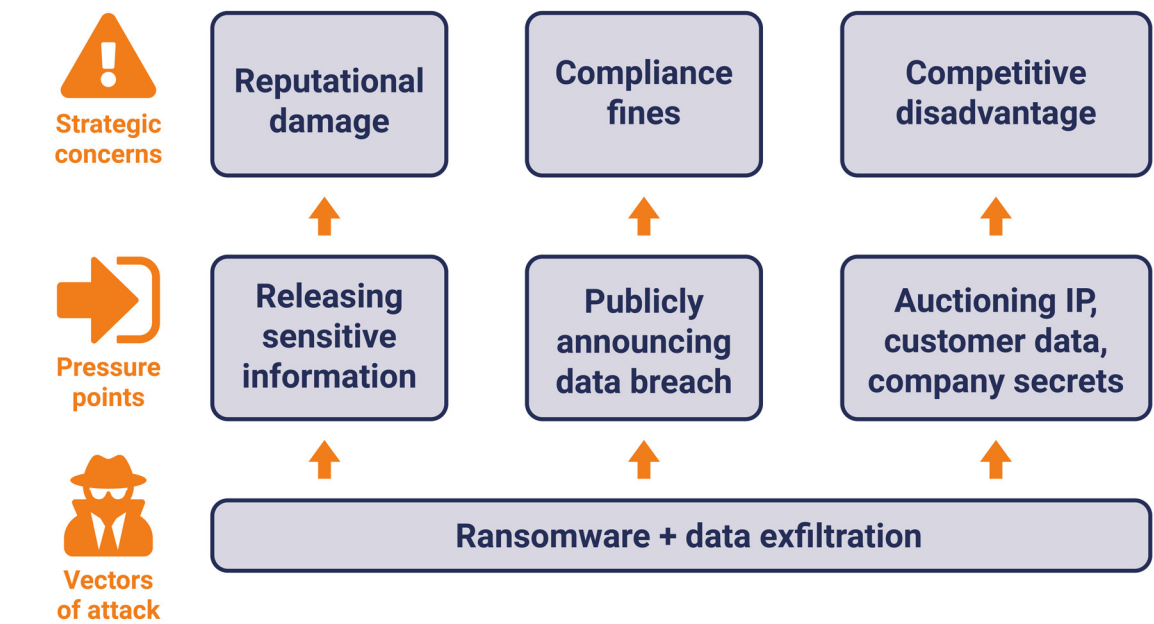 Strategic
concerns
Reputational
damage
Compliance
fines
Competitive
disadvantage
Pressure
points
Releasing
sensitive
information
Publicly
announcing
data breach
Auctioning IP,
customer data,
company secrets
Vectors
of attack
Ransomware + data exfiltration